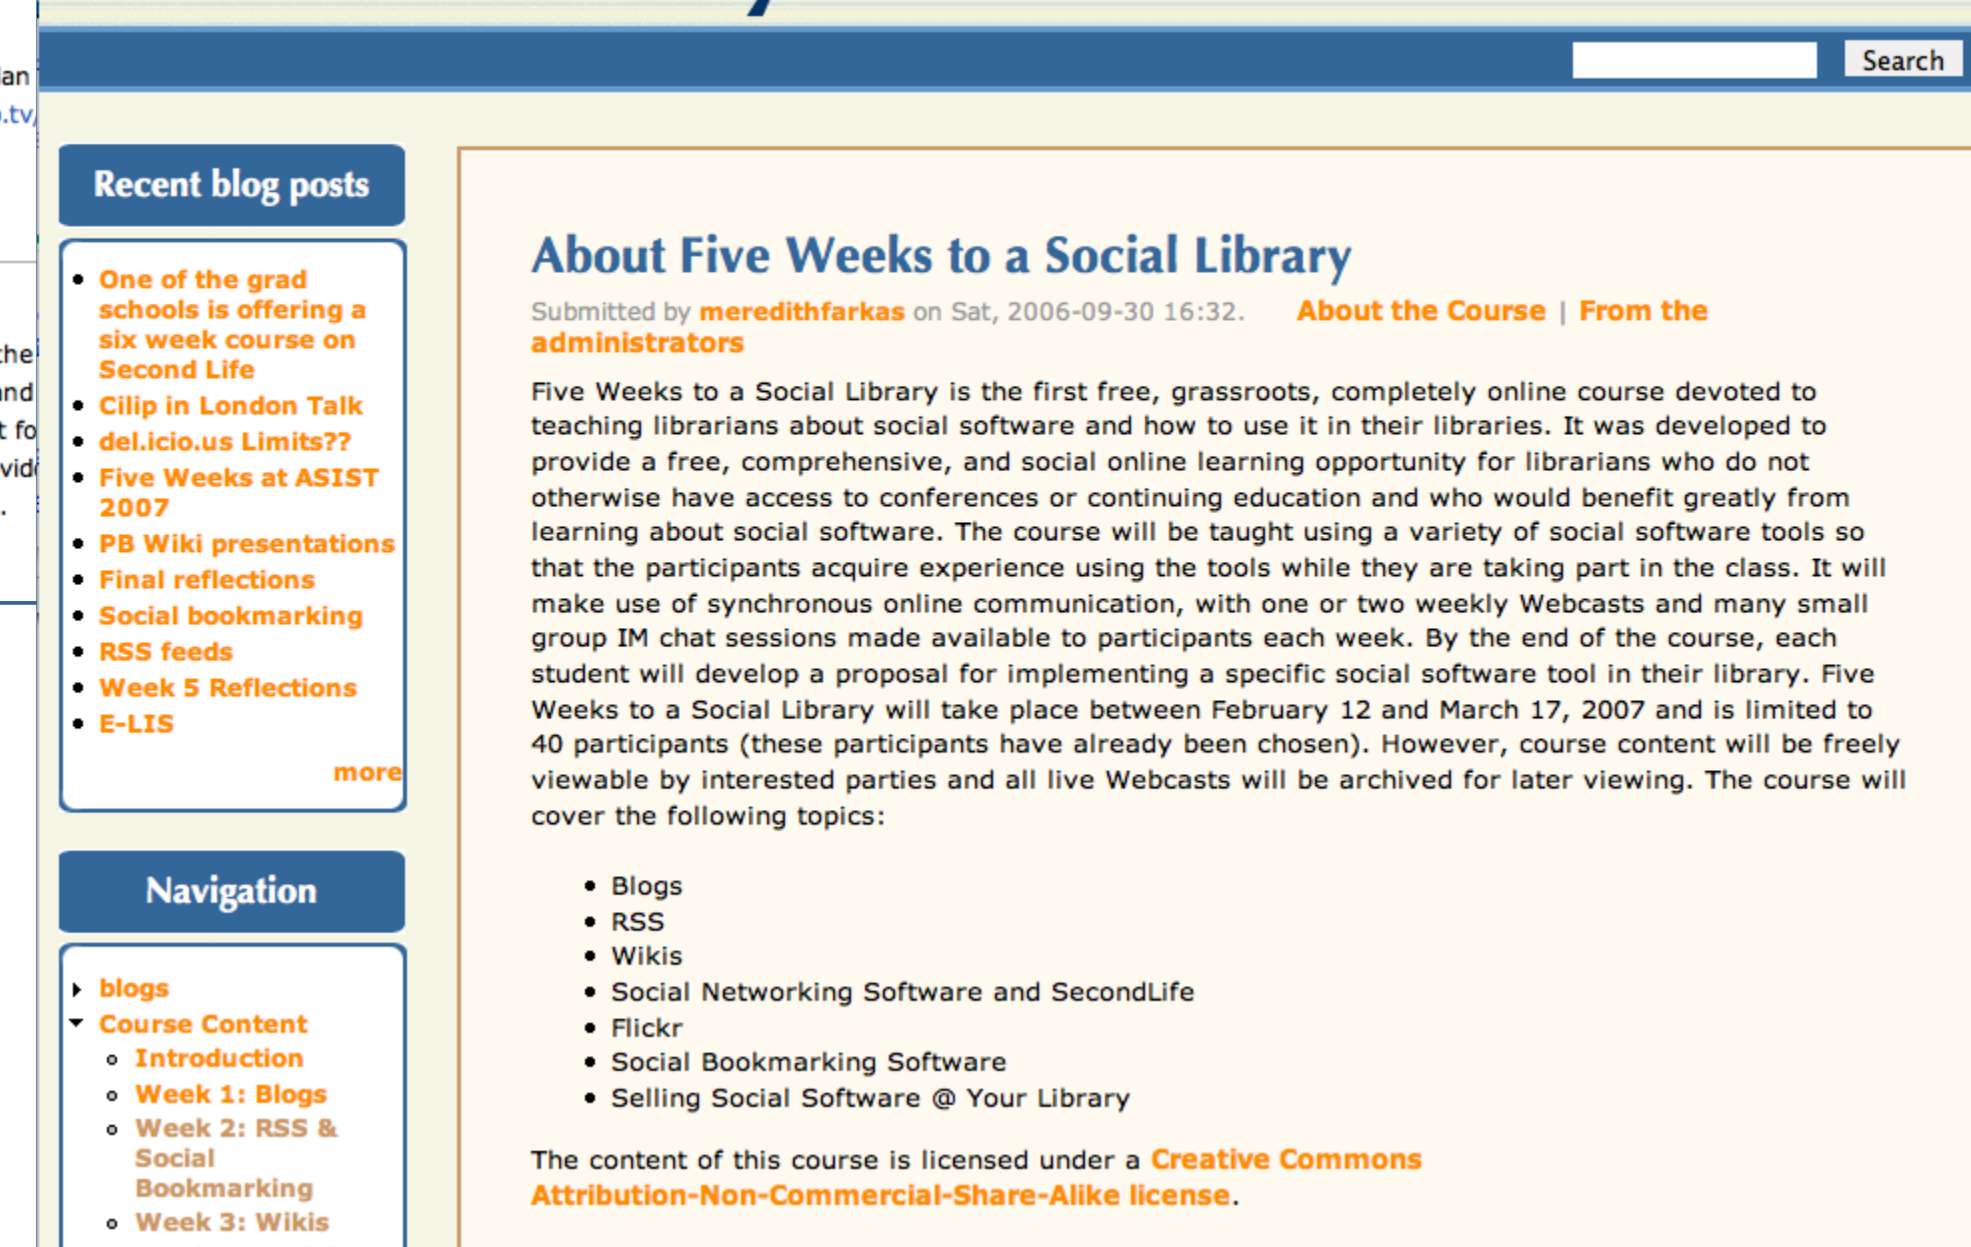 Search
an
.tv/
the
and
t fo
vid
.
Recent blog posts
One of the grad
schools is offering a
six week course on
Second Life
Cilip in London Talk
del.icio.us Limits??
Five Weeks at ASIST
2007
PB Wiki presentations
Final reflections
Social bookmarking
RSS feeds
Week 5 Reflections
E-LIS
more
Navigation
blogs
Course Content
Introduction
Week 1: Blogs
Week 2: RSS &
Social
Bookmarking
Week 3: Wikis
About Five Weeks to a Social Library
Submitted by meredithfarkas on Sat, 2006-09-30 16:32. About the Course | From the
administrators
Five Weeks to a Social Library is the first free, grassroots, completely online course devoted to
teaching librarians about social software and how to use it in their libraries. It was developed to
provide a free, comprehensive, and social online learning opportunity for librarians who do not
otherwise have access to conferences or continuing education and who would benefit greatly from
learning about social software. The course will be taught using a variety of social software tools so
that the participants acquire experience using the tools while they are taking part in the class. It will
make use of synchronous online communication, with one or two weekly Webcasts and many small
group IM chat sessions made available to participants each week. By the end of the course, each
student will develop a proposal for implementing a specific social software tool in their library. Five
Weeks to a Social Library will take place between February 12 and March 17, 2007 and is limited to
40 participants (these participants have already been chosen). However, course content will be freely
viewable by interested parties and all live Webcasts will be archived for later viewing. The course will
cover the following topics:
Blogs
RSS
Wikis
Social Networking Software and SecondLife
Flickr
Social Bookmarking Software
Selling Social Software @ Your Library
The content of this course is licensed under a Creative Commons
Attribution-Non-Commercial-Share-Alike license.